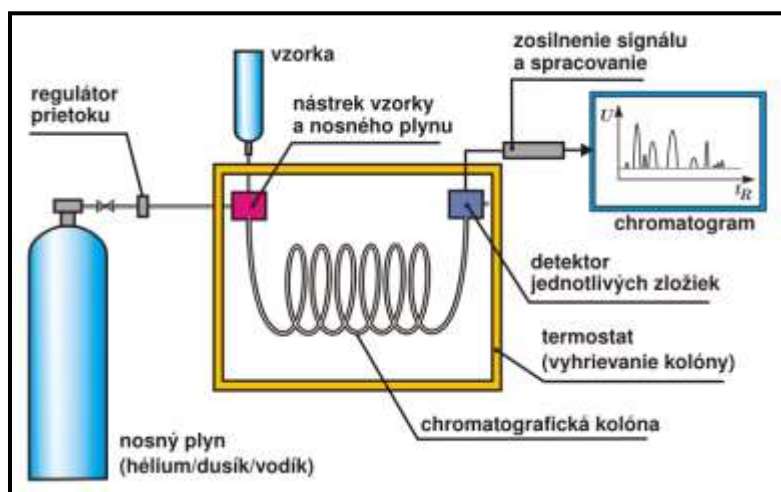 zosilnenie signálu
a spracovanie
vzorka
regulátor
prietoku
nástrek vzorky
a nosného plynu
U
t_R
chromatogram
detektor
jednotlivých zložiek
termostat
(vyhrievanie kolóny)
chromatografická kolóna
nosný plyn
(hélium/dusík/vodík)